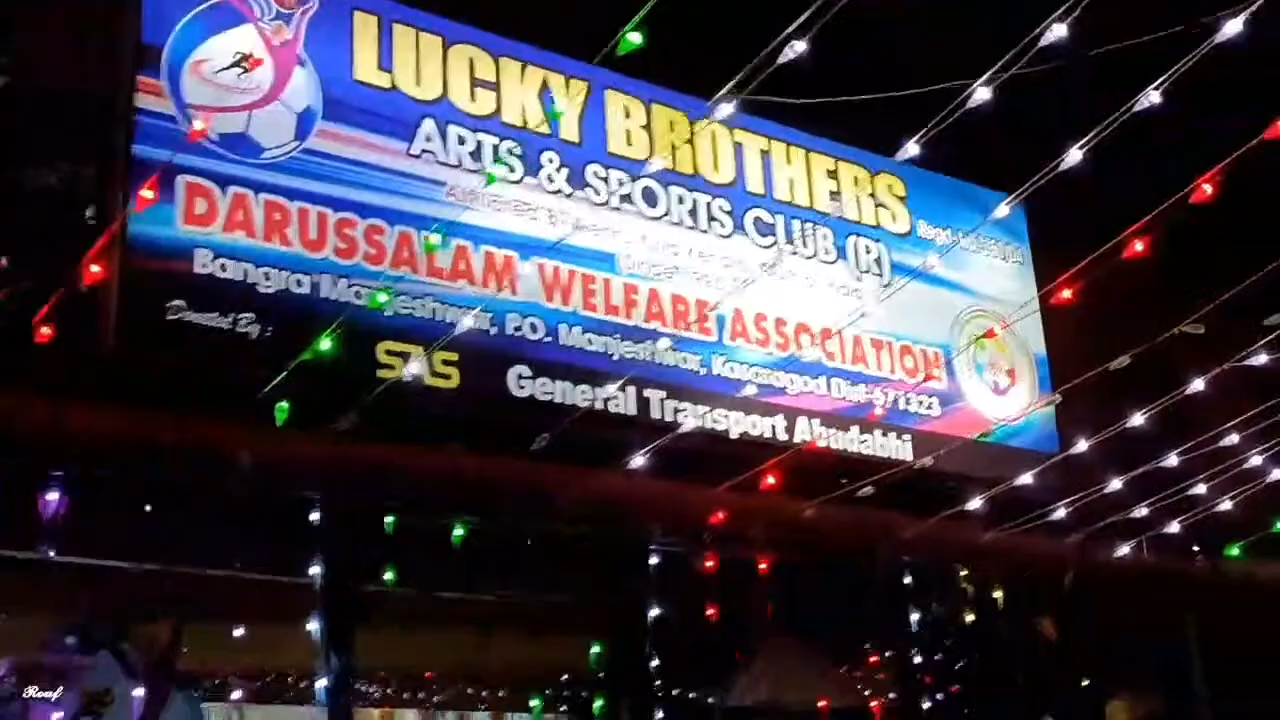 LUCKY BROTHERS
ARTS & SPORTS CLUB (R)
Regd.
DARUSSALAM WELFARE ASSOCIATION
Bangra Manjeshwar, P.O. Manjeshwar, Kasaragod Dist-671323
Donated By :
SAS General Transport Abudabhi
Rouf